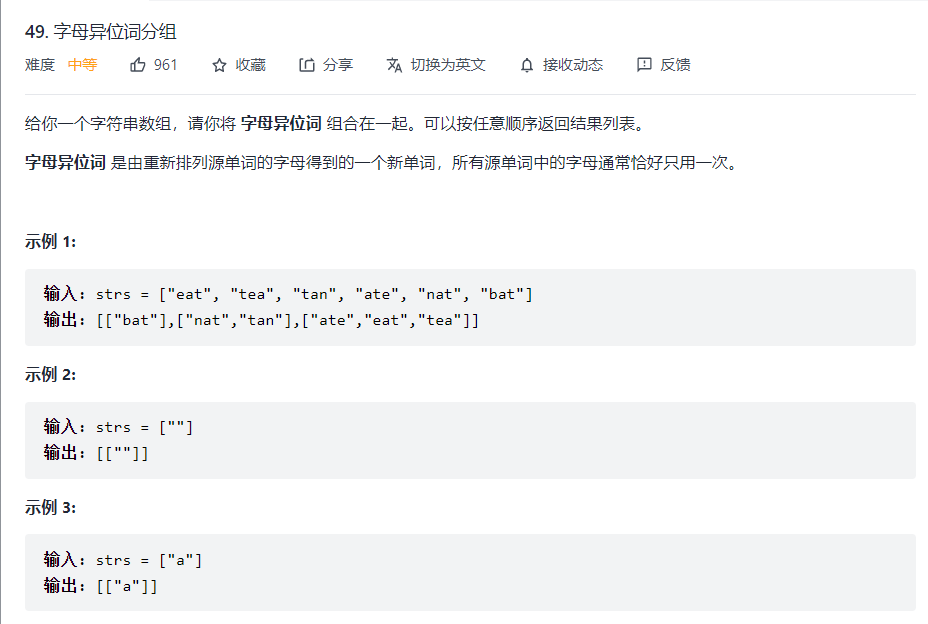 49. 字母异位词分组
难度 中等 961 收藏 分享 切换为英文 接收动态 反馈
给你一个字符串数组，请你将 字母异位词 组合在一起。可以按任意顺序返回结果列表。
字母异位词 是由重新排列源单词的字母得到的一个新单词，所有源单词中的字母通常恰好只用一次。
示例 1:
输入: strs = ["eat", "tea", "tan", "ate", "nat", "bat"]
输出: [["bat"],["nat","tan"],["ate","eat","tea"]]
示例 2:
输入: strs = [""]
输出: [[""]]
示例 3:
输入: strs = ["a"]
输出: [["a"]]